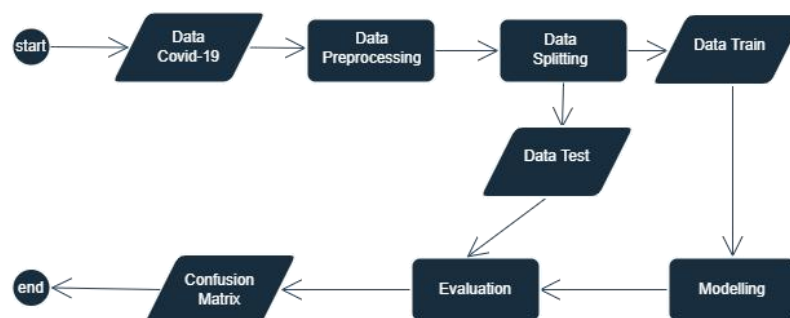 start
Data
Covid-19
Data
Preprocessing
Data
Splitting
Data Train
Data Test
end
Confusion
Matrix
Evaluation
Modelling